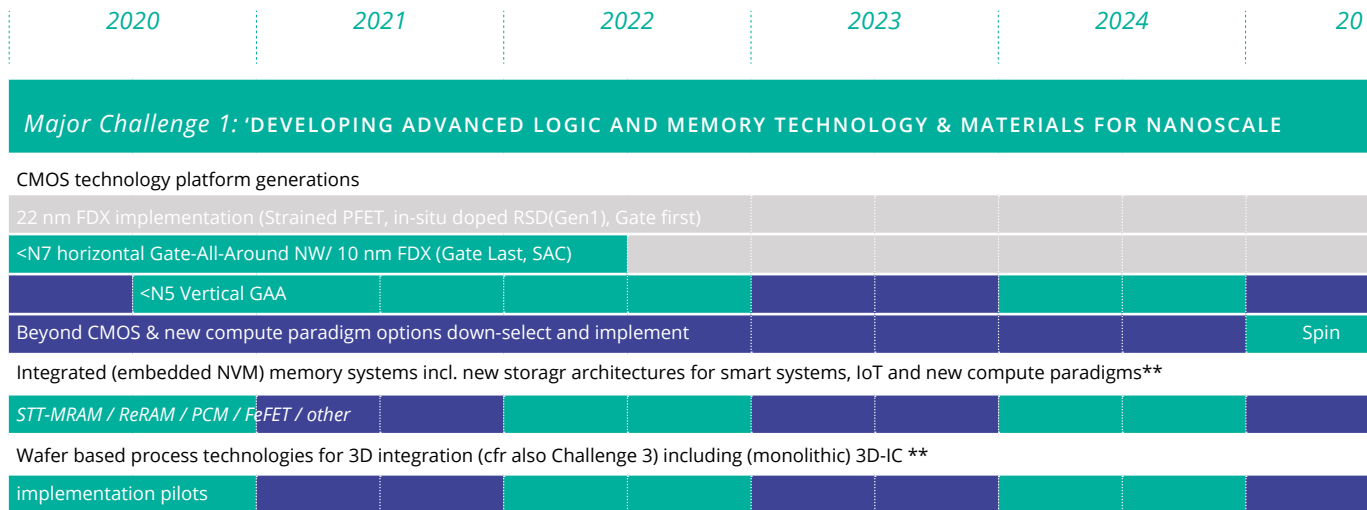 2020 2021 2022 2023 2024 20
Major Challenge 1: ‘DEVELOPING ADVANCED LOGIC AND MEMORY TECHNOLOGY & MATERIALS FOR NANOSCALE
CMOS technology platform generations
22 nm FDX implementation (Strained PFET, in-situ doped RSD(Gen1), Gate first)
<N7 horizontal Gate-All-Around NW/ 10 nm FDX (Gate Last, SAC)
<N5 Vertical GAA
Beyond CMOS & new compute paradigm options down-select and implement Spin
Integrated (embedded NVM) memory systems incl. new storagr architectures for smart systems, IoT and new compute paradigms**
STT-MRAM / ReRAM / PCM / FeFET / other
Wafer based process technologies for 3D integration (cfr also Challenge 3) including (monolithic) 3D-IC **
implementation pilots